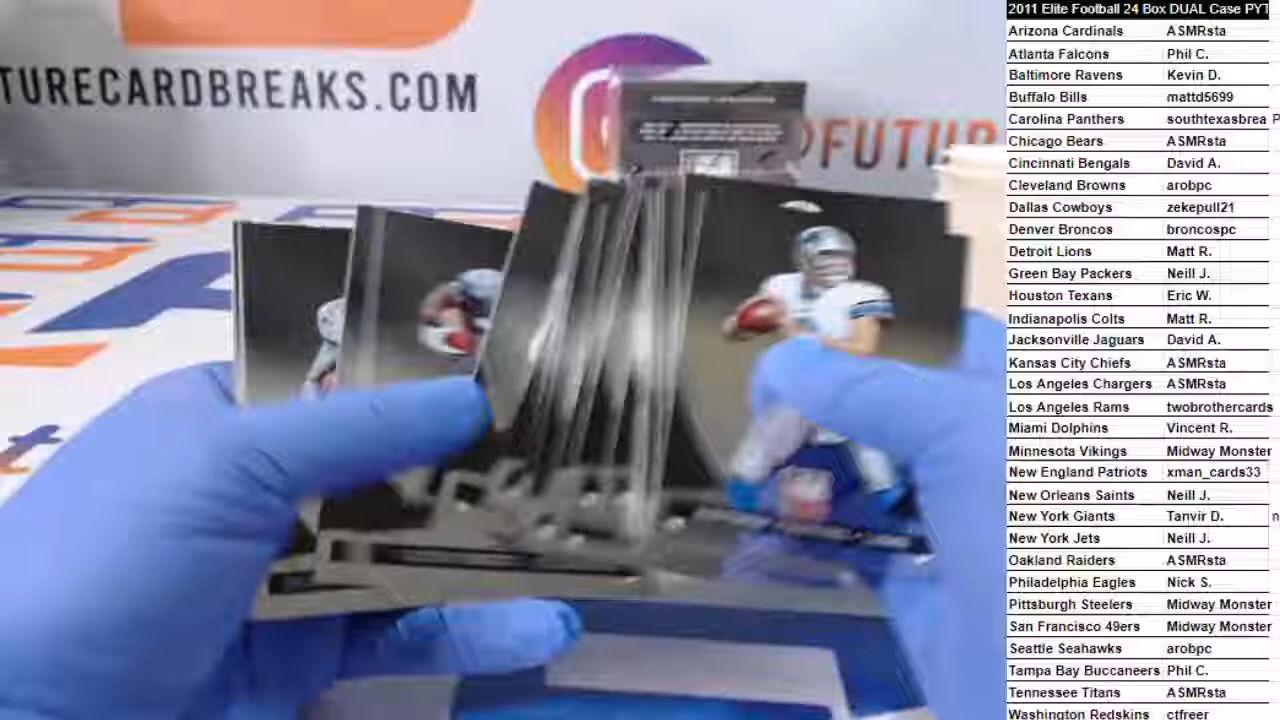 TURECARDBREAKS.COM
@FUTUR
2011 Elite Football 24 Box DUAL Case PYT
Arizona Cardinals ASMRsta
Atlanta Falcons Phil C.
Baltimore Ravens Kevin D.
Buffalo Bills mattd5699
Carolina Panthers southtexasbrea P
Chicago Bears ASMRsta
Cincinnati Bengals David A.
Cleveland Browns arobpc
Dallas Cowboys zekepull21
Denver Broncos broncospc
Detroit Lions Matt R.
Green Bay Packers Neill J.
Houston Texans Eric W.
Indianapolis Colts Matt R.
Jacksonville Jaguars David A.
Kansas City Chiefs ASMRsta
Los Angeles Chargers ASMRsta
Los Angeles Rams twobrothercards
Miami Dolphins Vincent R.
Minnesota Vikings Midway Monster
New England Patriots xman_cards33
New Orleans Saints Neill J.
New York Giants Tanvir D. n
New York Jets Neill J.
Oakland Raiders ASMRsta
Philadelphia Eagles Nick S.
Pittsburgh Steelers Midway Monster
San Francisco 49ers Midway Monster
Seattle Seahawks arobpc
Tampa Bay Buccaneers Phil C.
Tennessee Titans ASMRsta
Washington Redskins ctfreer